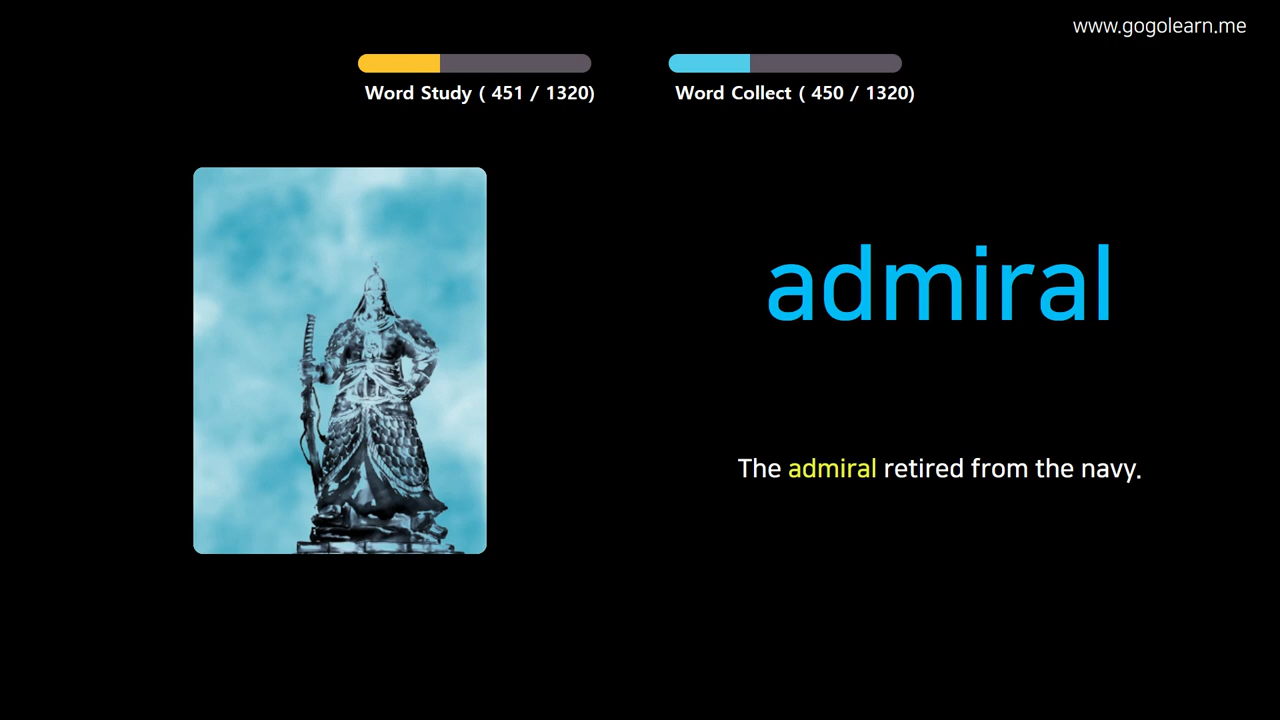 www.gogolearn.me
Word Study ( 451 / 1320)
Word Collect ( 450 / 1320)
admiral
The admiral retired from the navy.